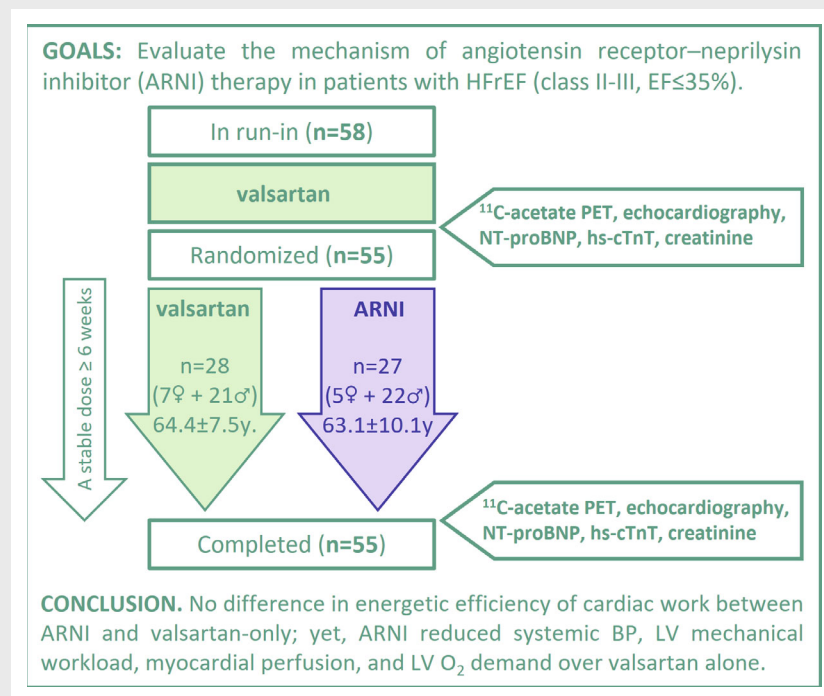 GOALS: Evaluate the mechanism of angiotensin receptor–neprilysin
inhibitor (ARNI) therapy in patients with HFrEF (class II-III, EF≤35%).
In run-in (n=58)
valsartan
¹¹C-acetate PET, echocardiography,
NT-proBNP, hs-cTnT, creatinine
Randomized (n=55)
A stable dose ≥ 6 weeks
valsartan
n=28
(7♀ + 21♂)
64.4±7.5y.
ARNI
n=27
(5♀ + 22♂)
63.1±10.1y
¹¹C-acetate PET, echocardiography,
NT-proBNP, hs-cTnT, creatinine
Completed (n=55)
CONCLUSION. No difference in energetic efficiency of cardiac work between
ARNI and valsartan-only; yet, ARNI reduced systemic BP, LV mechanical
workload, myocardial perfusion, and LV O₂ demand over valsartan alone.